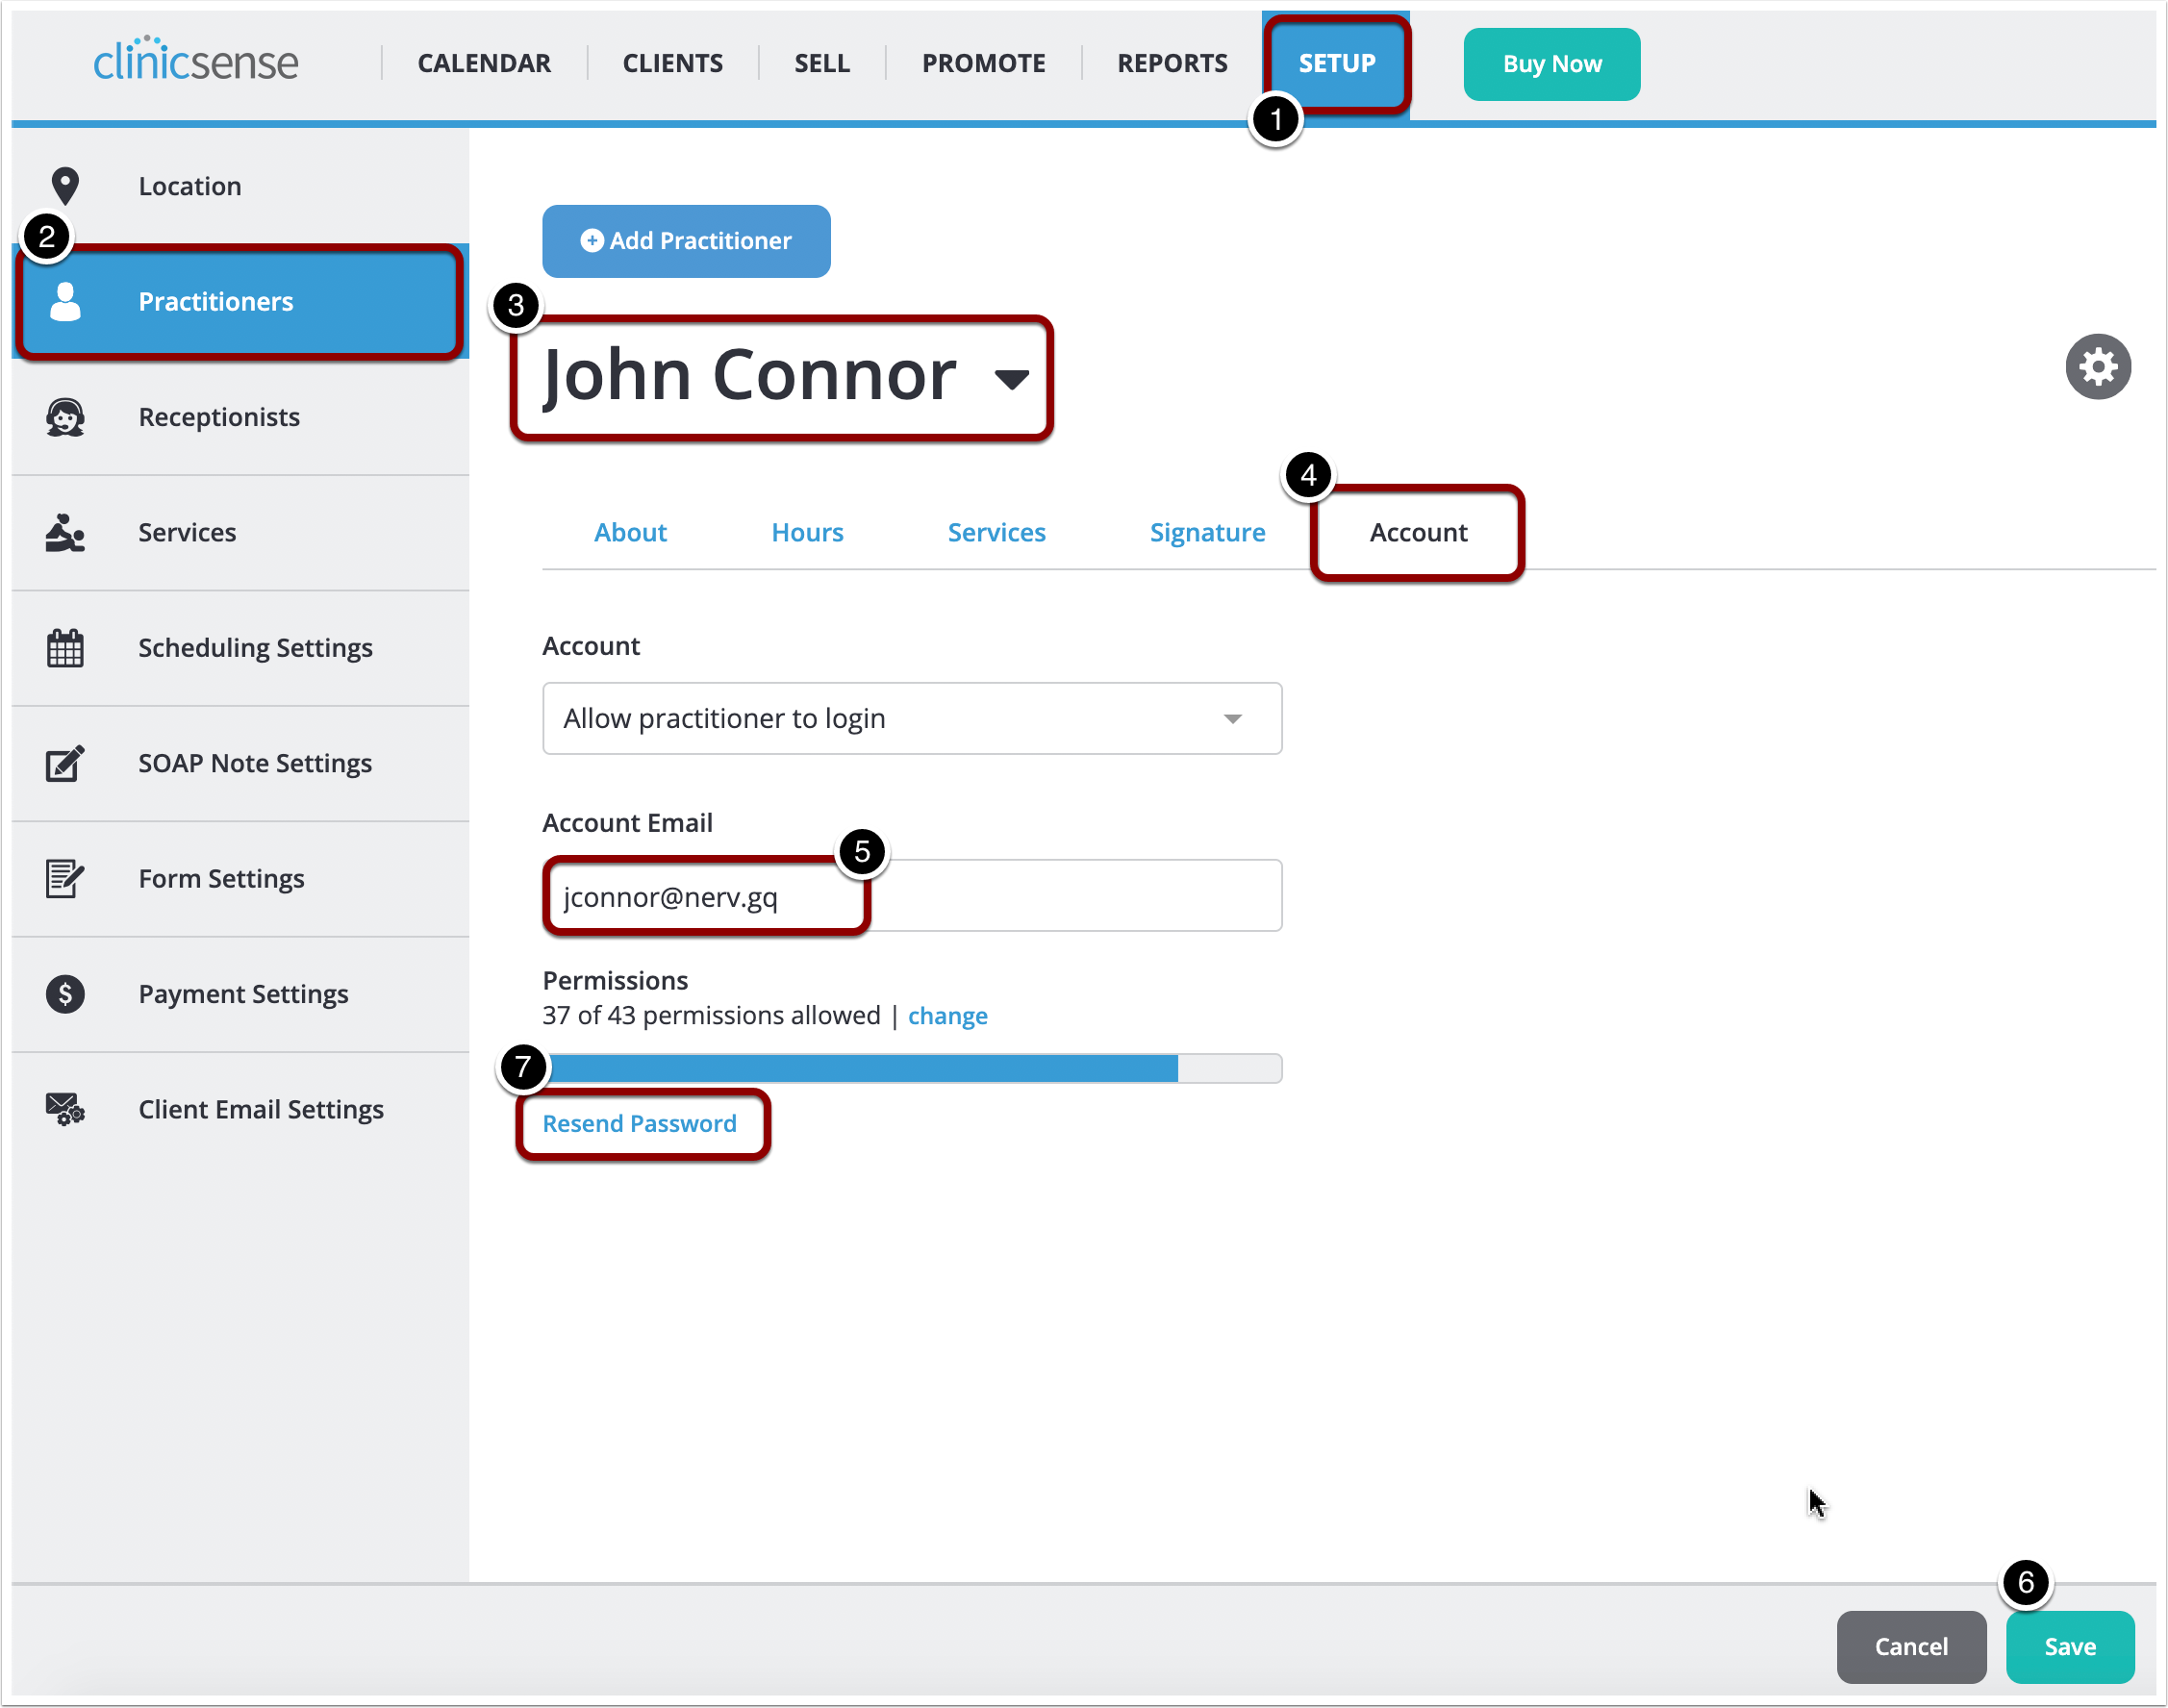 clinicsense
CALENDAR
CLIENTS
SELL
PROMOTE
REPORTS
SETUP
Buy Now
1
Location
2
Practitioners
Receptionists
Services
Scheduling Settings
SOAP Note Settings
Form Settings
$
Payment Settings
Client Email Settings
Add Practitioner
3
John Connor
4
About
Hours
Services
Signature
Account
Account
Allow practitioner to login
Account Email
5
jconnor@nerv.gq
Permissions
37 of 43 permissions allowed | change
7
Resend Password
6
Cancel
Save